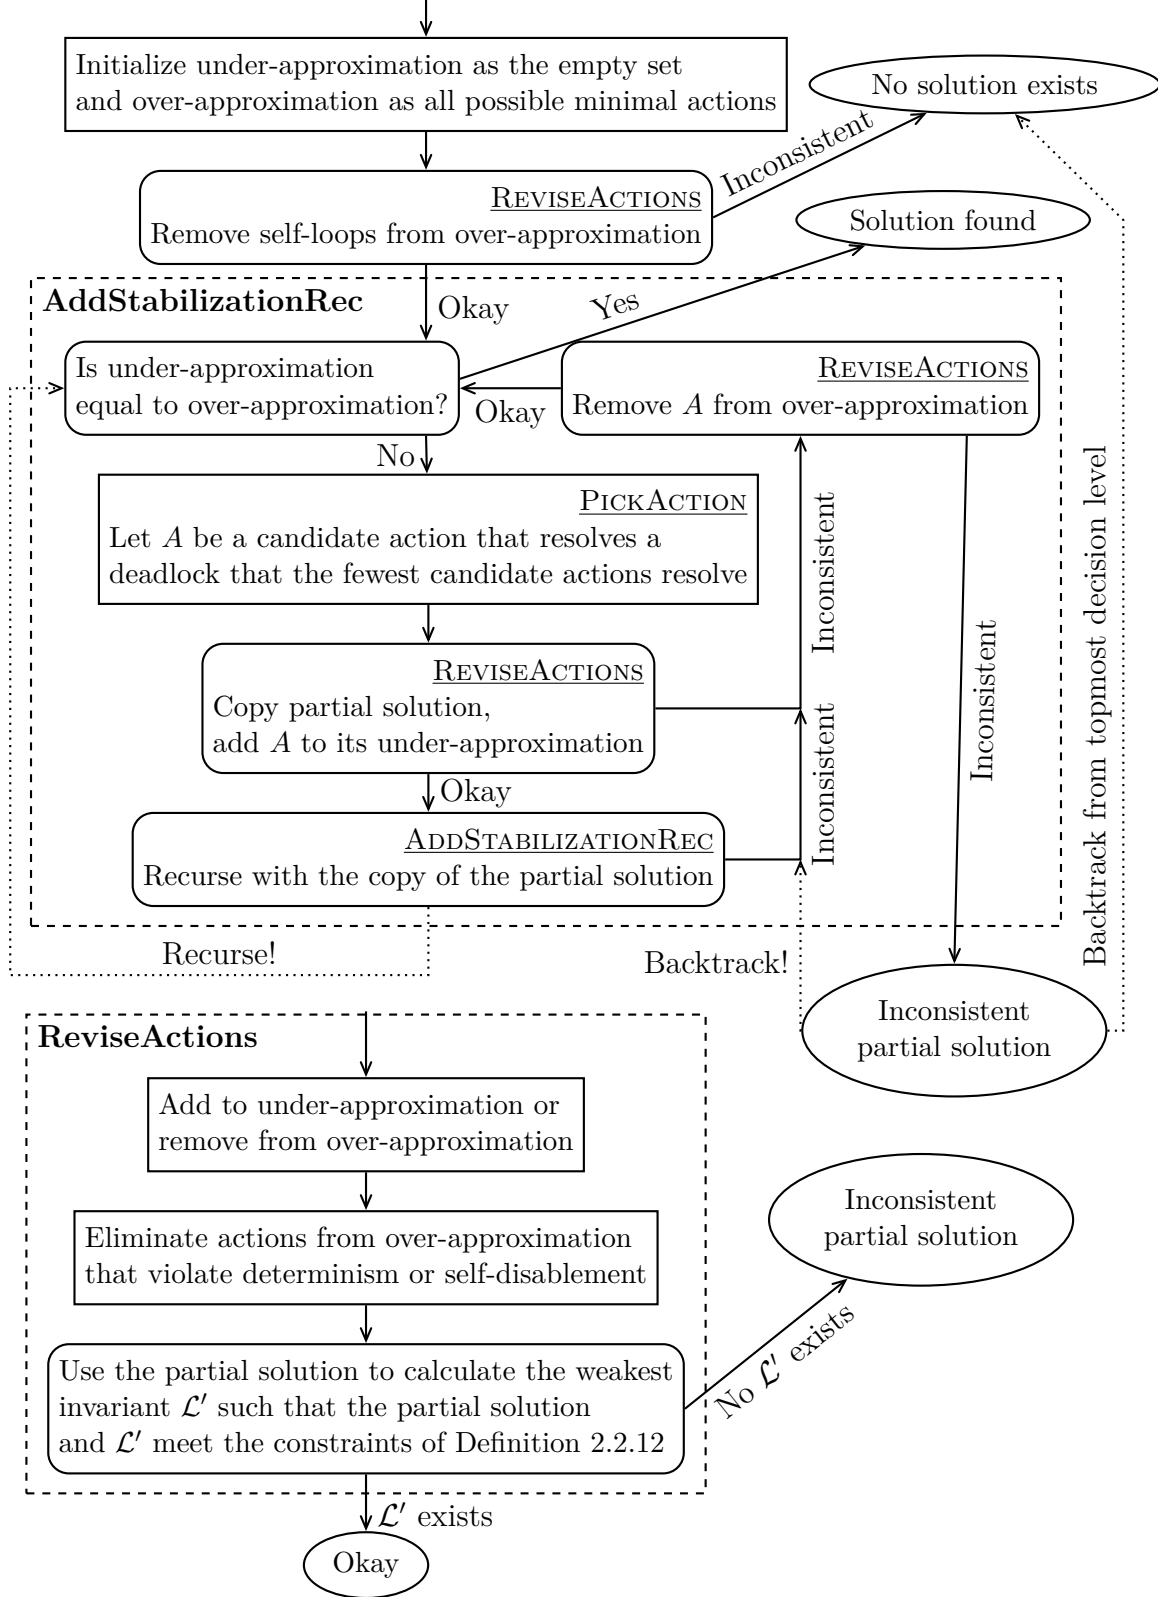 Initialize under-approximation as the empty set
and over-approximation as all possible minimal actions
No solution exists
Inconsistent
ReviseActions
Remove self-loops from over-approximation
Solution found
AddStabilizationRec
Okay
Yes
Is under-approximation
equal to over-approximation?
ReviseActions
Remove A from over-approximation
Okay
No
PickAction
Let A be a candidate action that resolves a
deadlock that the fewest candidate actions resolve
Inconsistent
Inconsistent
Backtrack from topmost decision level
ReviseActions
Copy partial solution,
add A to its under-approximation
Okay
Inconsistent
AddStabilizationRec
Recurse with the copy of the partial solution
Recurse!
Backtrack!
Inconsistent
partial solution
ReviseActions
Add to under-approximation or
remove from over-approximation
Eliminate actions from over-approximation
that violate determinism or self-disablement
Inconsistent
partial solution
Use the partial solution to calculate the weakest
invariant ℒ′ such that the partial solution
and ℒ′ meet the constraints of Definition 2.2.12
No ℒ′ exists
ℒ′ exists
Okay